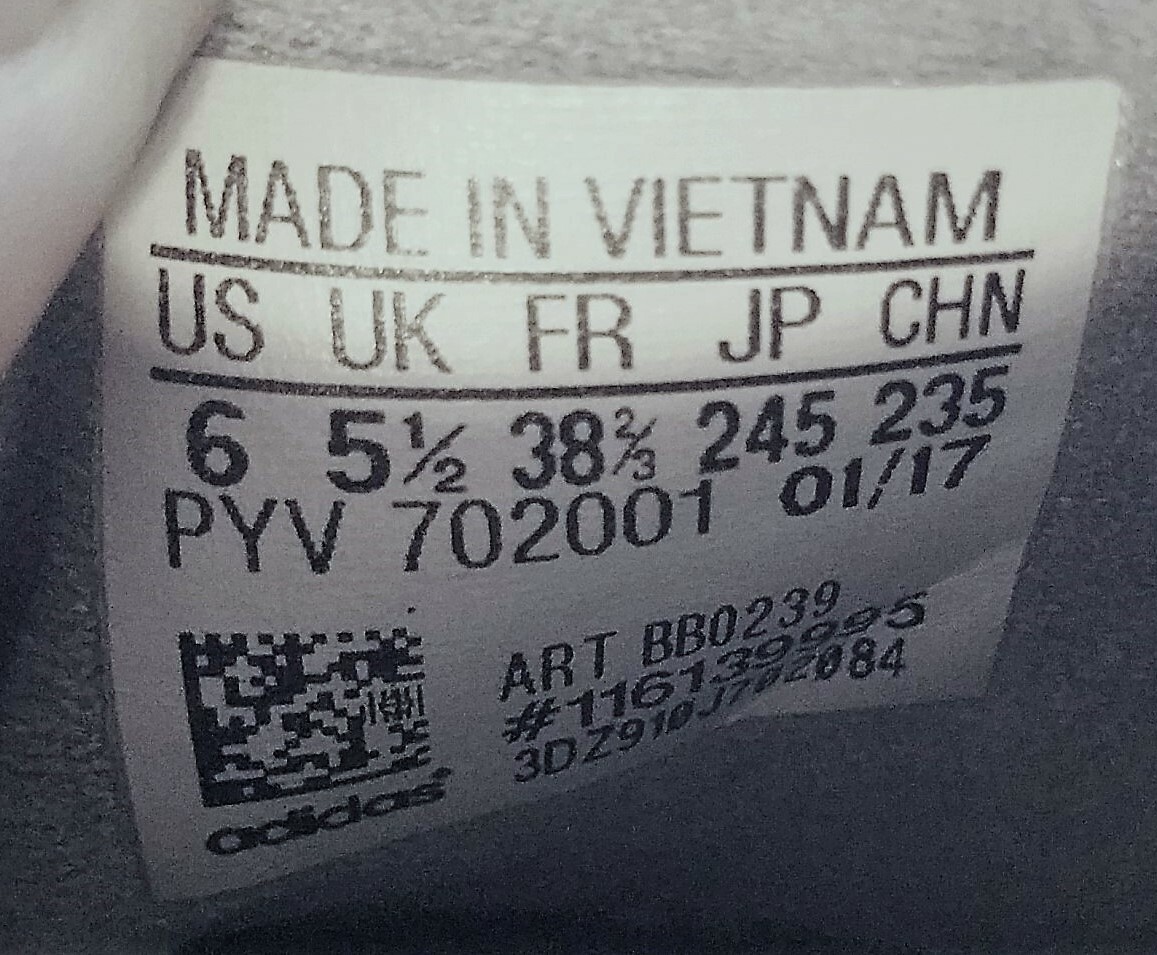 MADE IN VIETNAM
US UK FR JP CHN
6 5½ 38⅔ 245 235
PYV 702001 01/17
ART BB0239
#116139995
3DZ910J702084
adidas